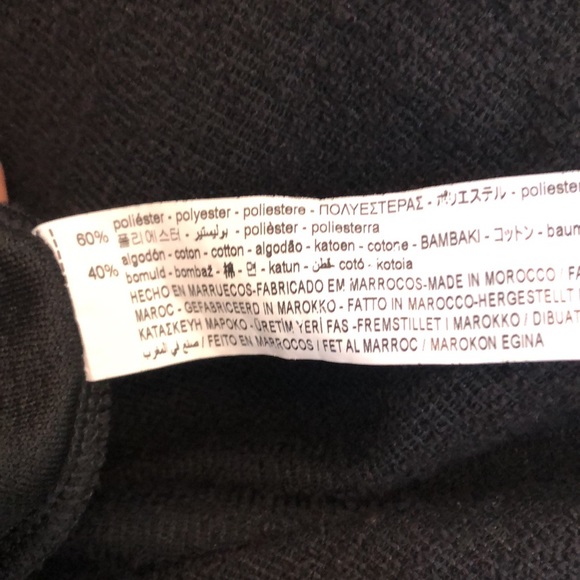 poliéster - polyester - poliestere - ΠΟΛΥΕΣΤΕΡΑΣ - ポリエステル - poliester
60% 폴리에스터 - بوليستير - polièster - poliesterra
algodón - coton - cotton - algodão - katoen - cotone - BAMBAKI - コットン - baum
40% bomuld - bombaž - 棉 - 면 - katun - قطن - cotó - kotoia
HECHO EN MARRUECOS-FABRICADO EM MARROCOS-MADE IN MOROCCO / FA
MAROC - GEFABRICEERD IN MAROKKO - FATTO IN MAROCCO-HERGESTELLT I
ΚΑΤΑΣΚΕΥΗ ΜΑΡΟΚΟ -ÜRETİM YERİ FAS -FREMSTILLET I MAROKKO / DIBUAT
صنع في المغرب / FEITO EN MARROCOS / FET AL MARROC / MAROKON EGINA